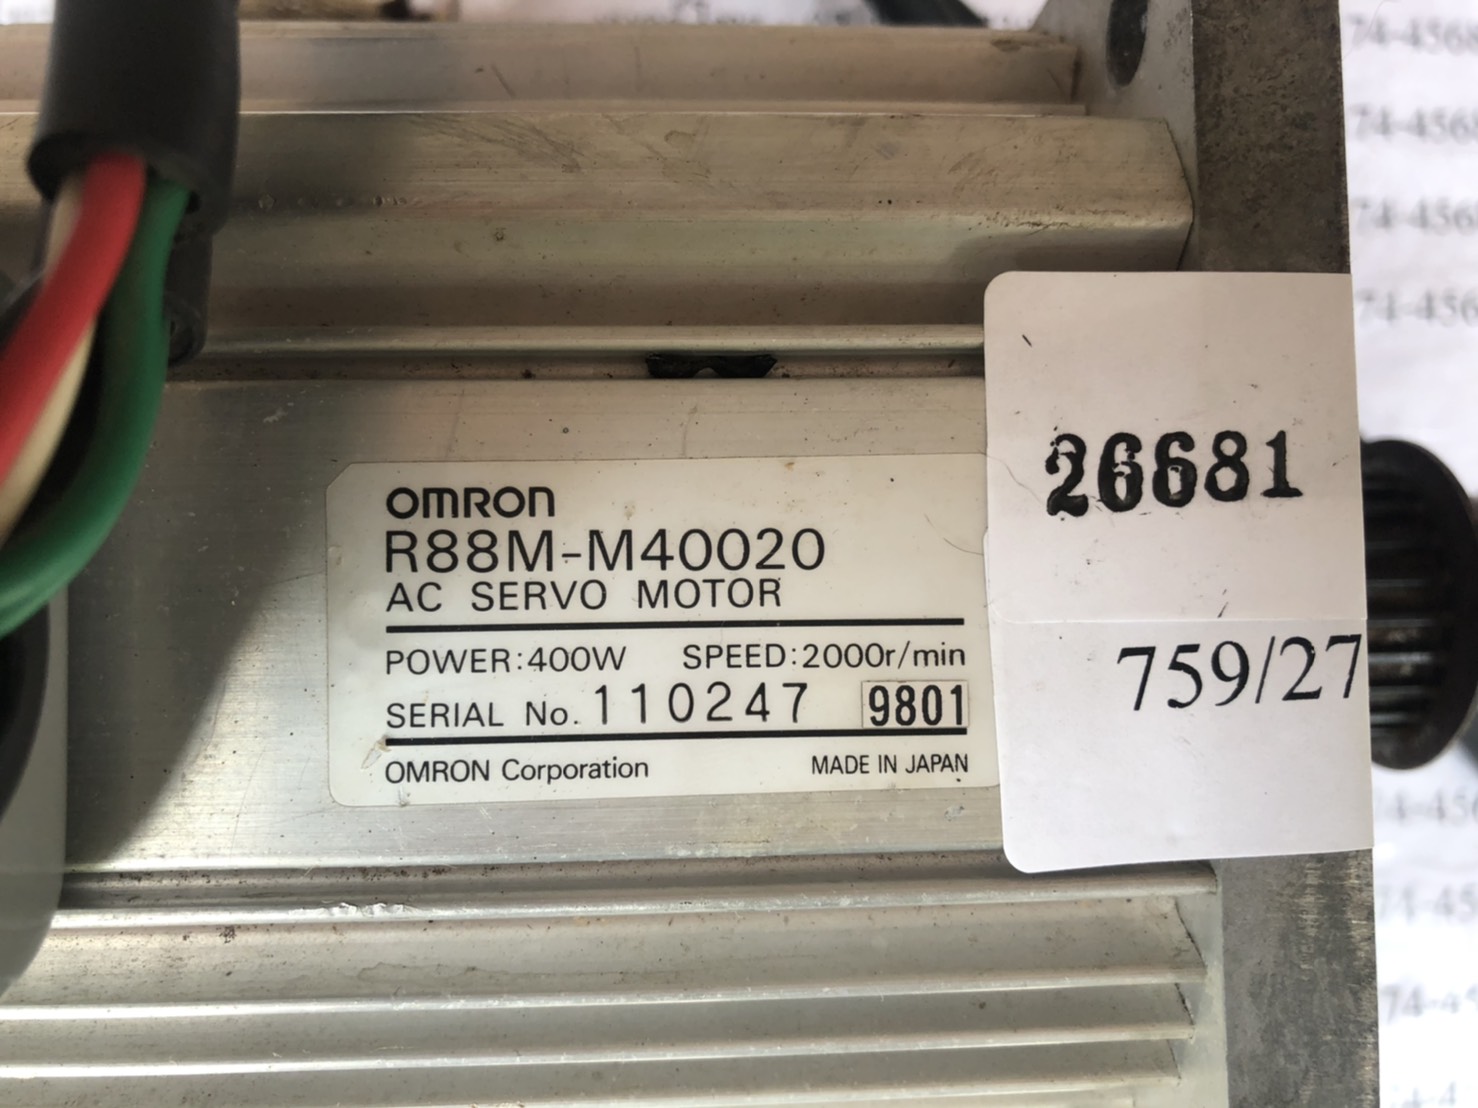 OMRON
R88M-M40020
AC SERVO MOTOR
POWER:400W SPEED:2000r/min
SERIAL No. 110247 9801
OMRON Corporation MADE IN JAPAN
26681
759/27